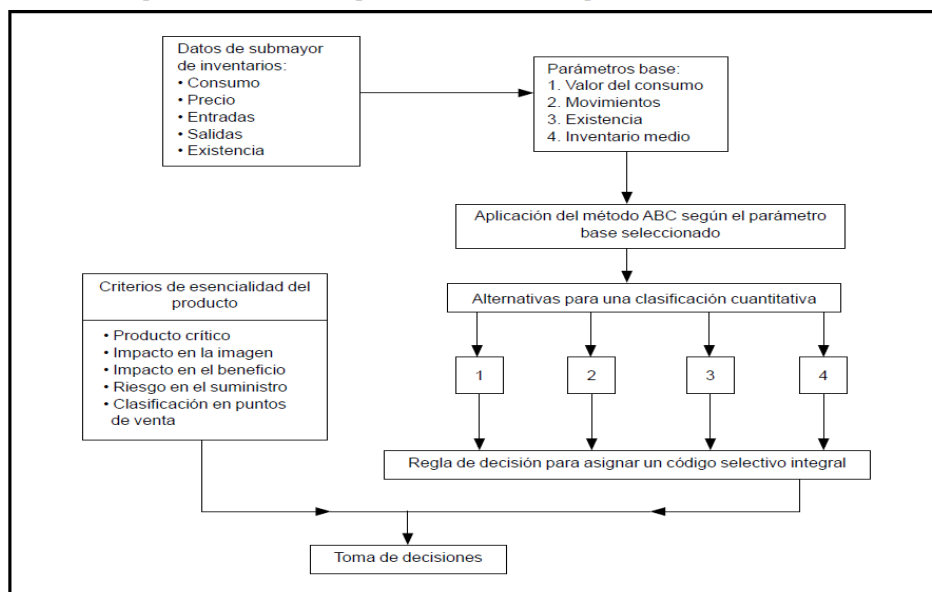 Datos de submayor
de inventarios:
• Consumo
• Precio
• Entradas
• Salidas
• Existencia
Parámetros base:
1. Valor del consumo
2. Movimientos
3. Existencia
4. Inventario medio
Aplicación del método ABC según el parámetro
base seleccionado
Criterios de esencialidad del
producto
• Producto crítico
• Impacto en la imagen
• Impacto en el beneficio
• Riesgo en el suministro
• Clasificación en puntos
de venta
Alternativas para una clasificación cuantitativa
1
2
3
4
Regla de decisión para asignar un código selectivo integral
Toma de decisiones